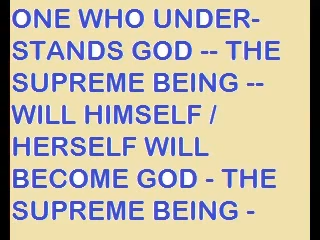 ONE WHO UNDER-
STANDS GOD -- THE
SUPREME BEING --
WILL HIMSELF /
HERSELF WILL
BECOME GOD - THE
SUPREME BEING -